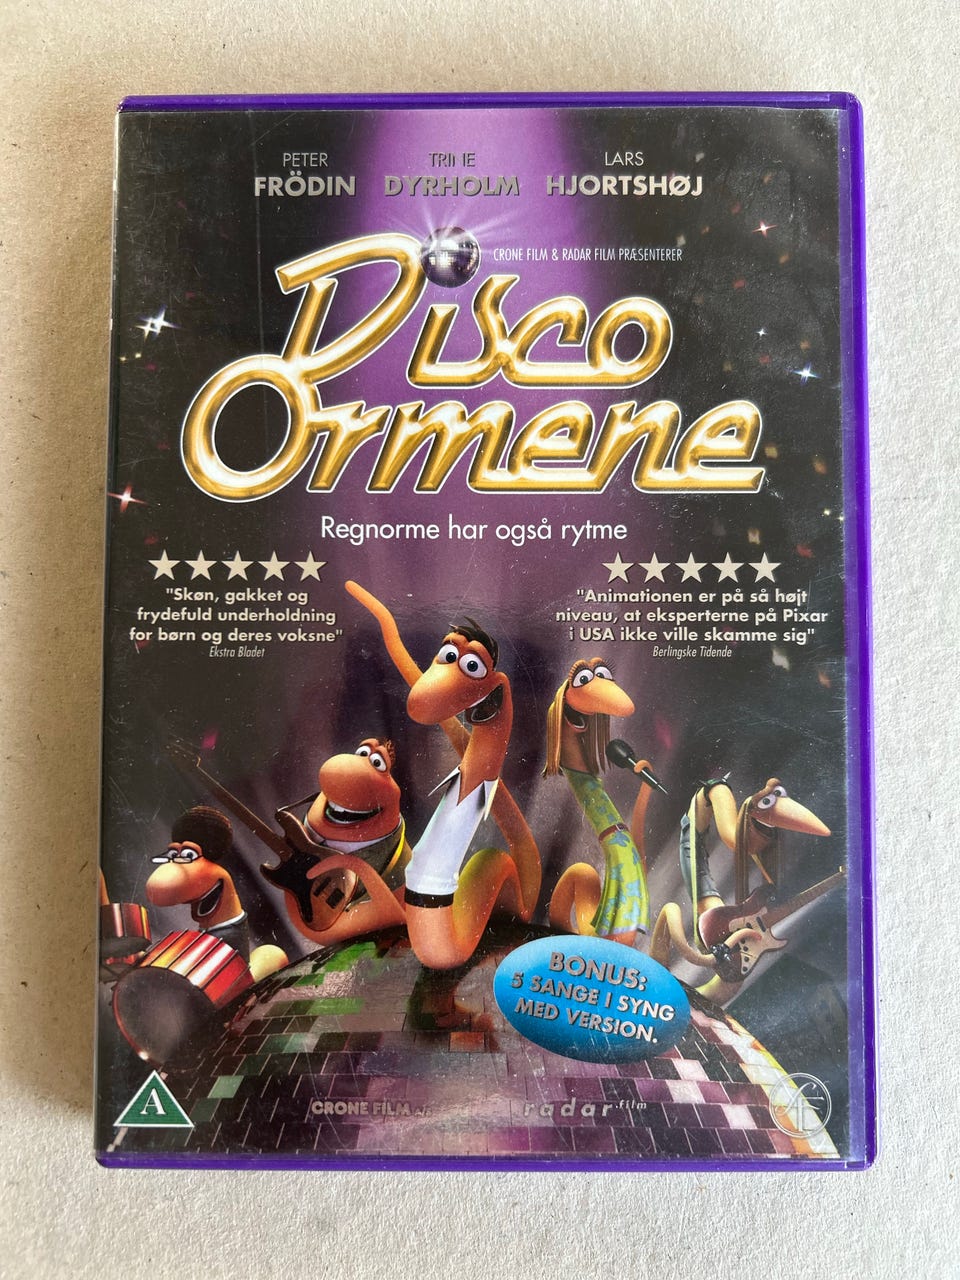 PETER
FRÖDIN
TRINE
DYRHOLM
LARS
HJORTSHØJ
CRONE FILM & RADAR FILM PRÆSENTERER
Disco
Ormene
Regnorme har også rytme
"Skøn, gakket og
frydefuld underholdning
for børn og deres voksne"
Ekstra Bladet
"Animationen er på så højt
niveau, at eksperterne på Pixar
i USA ikke ville skamme sig"
Berlingske Tidende
BONUS:
5 SANGE I SYNG
MED VERSION.
A
CRONE FILM A/S
radar.film